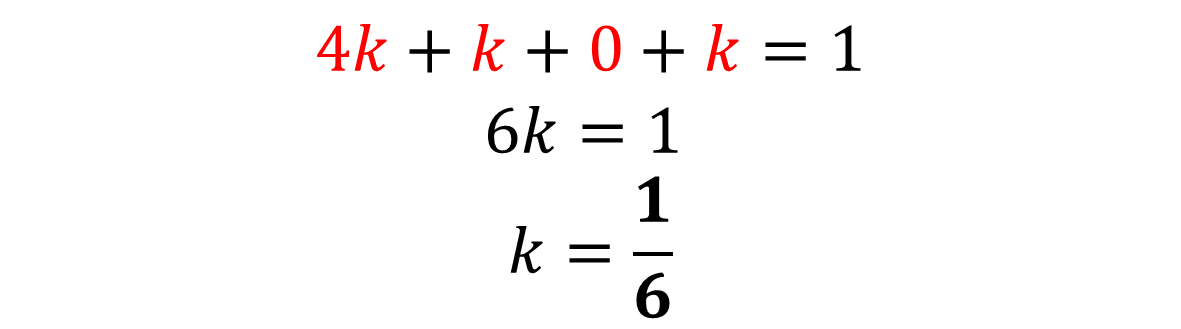 4k + k + 0 + k = 1
6k = 1
k = 1/6